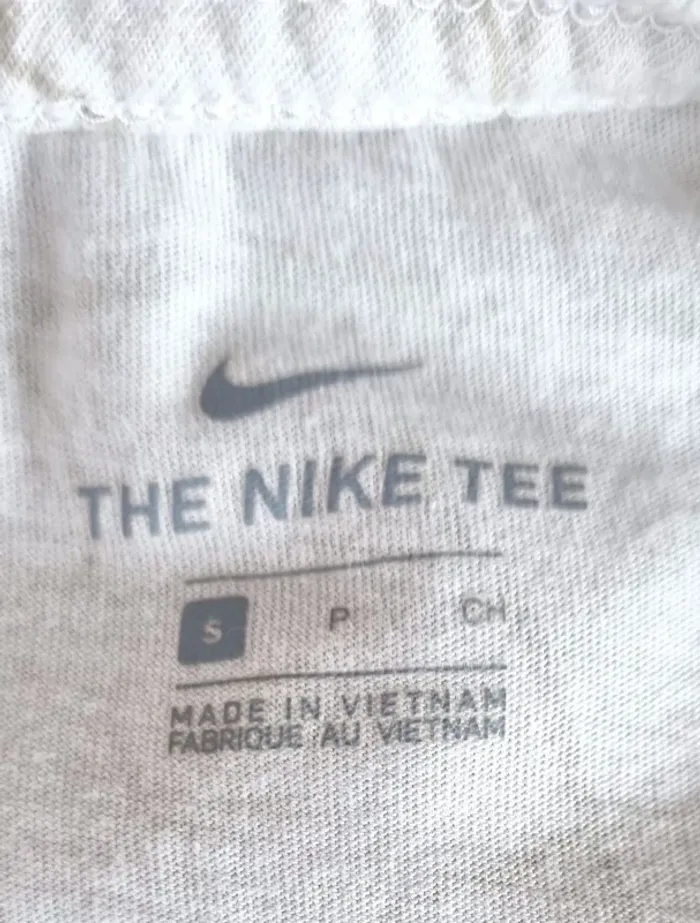 THE NIKE TEE
S P CH
MADE IN VIETNAM
FABRIQUE AU VIETNAM